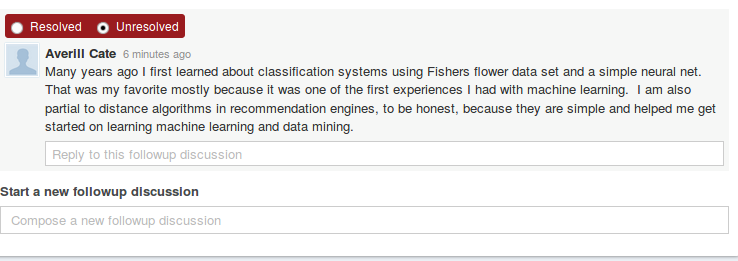 Resolved Unresolved
Averill Cate 6 minutes ago
Many years ago I first learned about classification systems using Fishers flower data set and a simple neural net.
That was my favorite mostly because it was one of the first experiences I had with machine learning.  I am also
partial to distance algorithms in recommendation engines, to be honest, because they are simple and helped me get
started on learning machine learning and data mining.
Reply to this followup discussion
Start a new followup discussion
Compose a new followup discussion